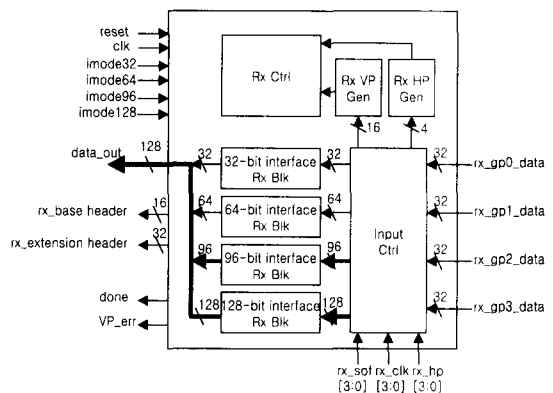 reset
clk
imode32
imode64
imode96
imode128
Rx Ctrl
Rx VP
Gen
Rx HP
Gen
16
4
data_out
128
32
32-bit interface
Rx Blk
32
32
rx_gp0_data
64
64-bit interface
Rx Blk
64
32
rx_gp1_data
rx_base header
16
rx_extension header
32
Input
Ctrl
96
96-bit interface
Rx Blk
96
32
rx_gp2_data
128
128-bit interface
Rx Blk
128
32
rx_gp3_data
done
VP_err
rx_sof rx_clk rx_hp
[3:0] [3:0] [3:0]